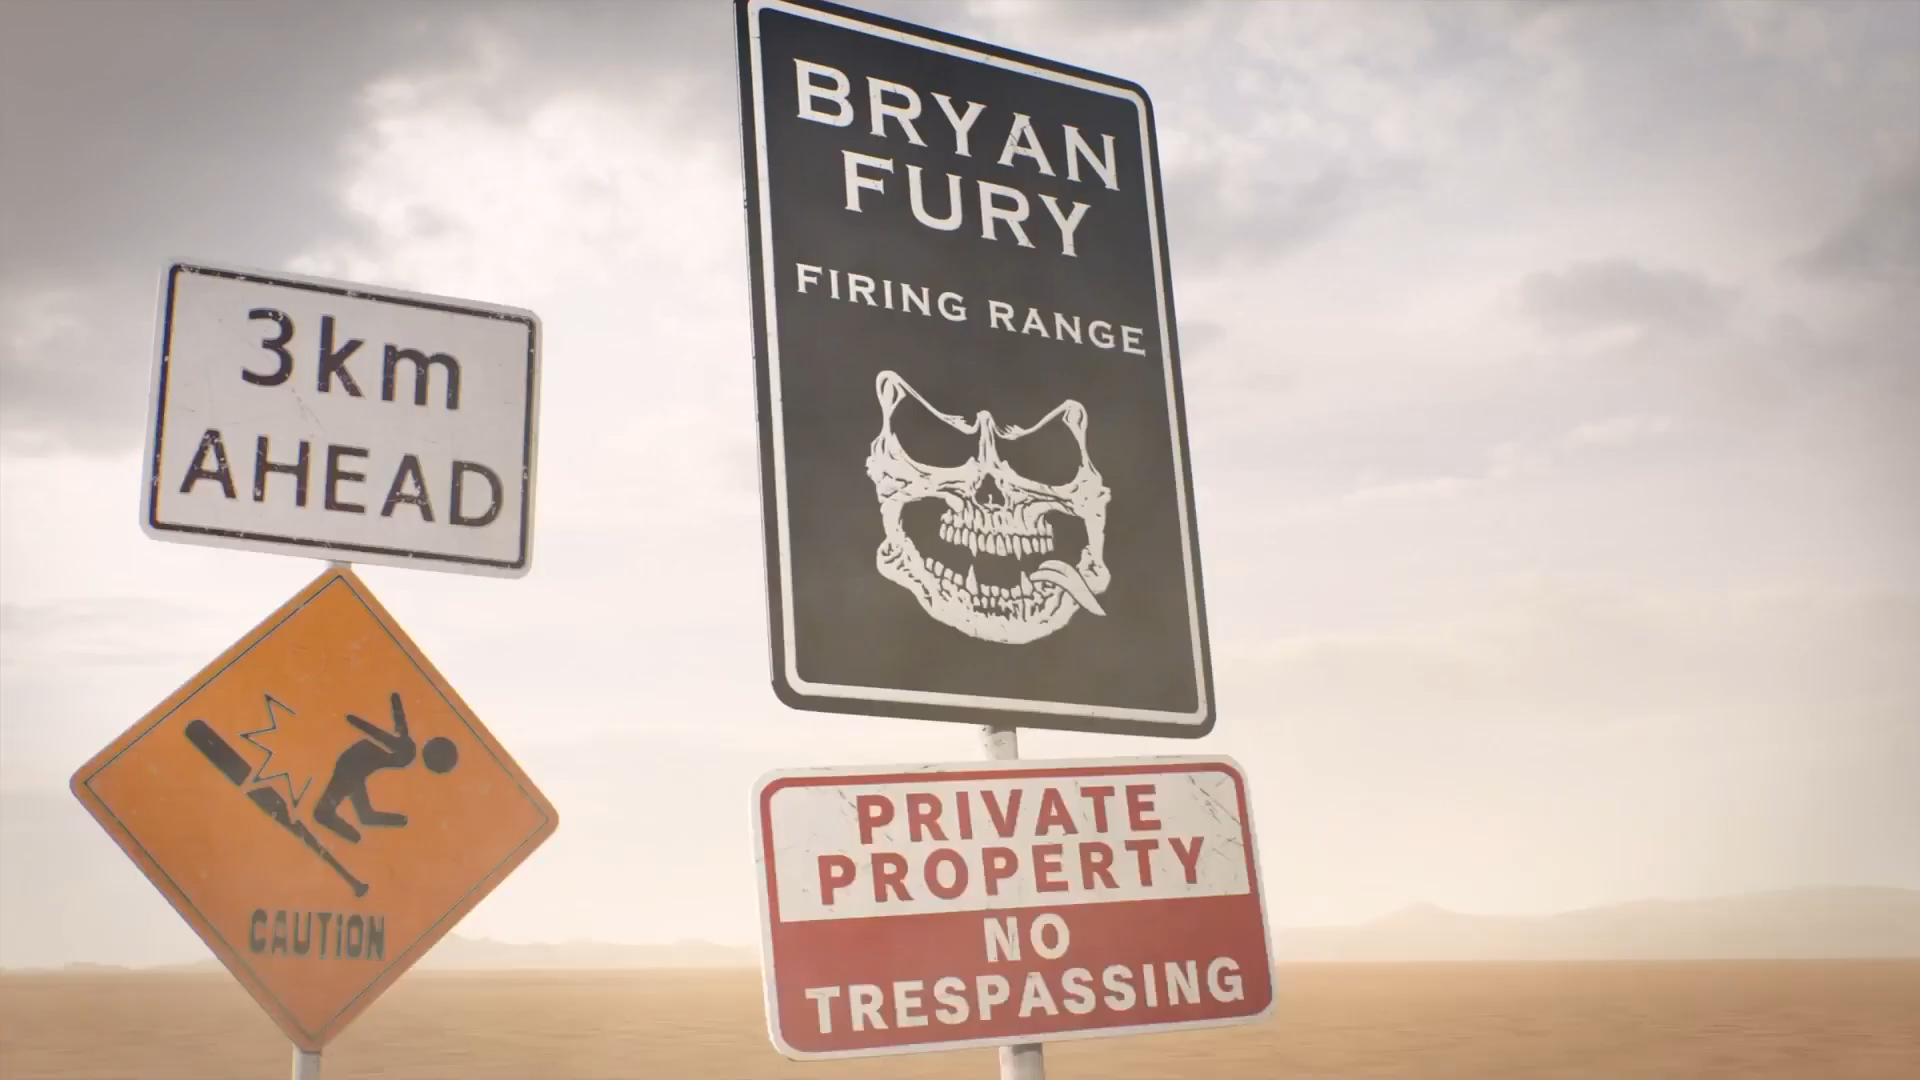 3km
AHEAD
CAUTiON
BRYAN
FURY
FIRING RANGE
PRIVATE
PROPERTY
NO
TRESPASSING